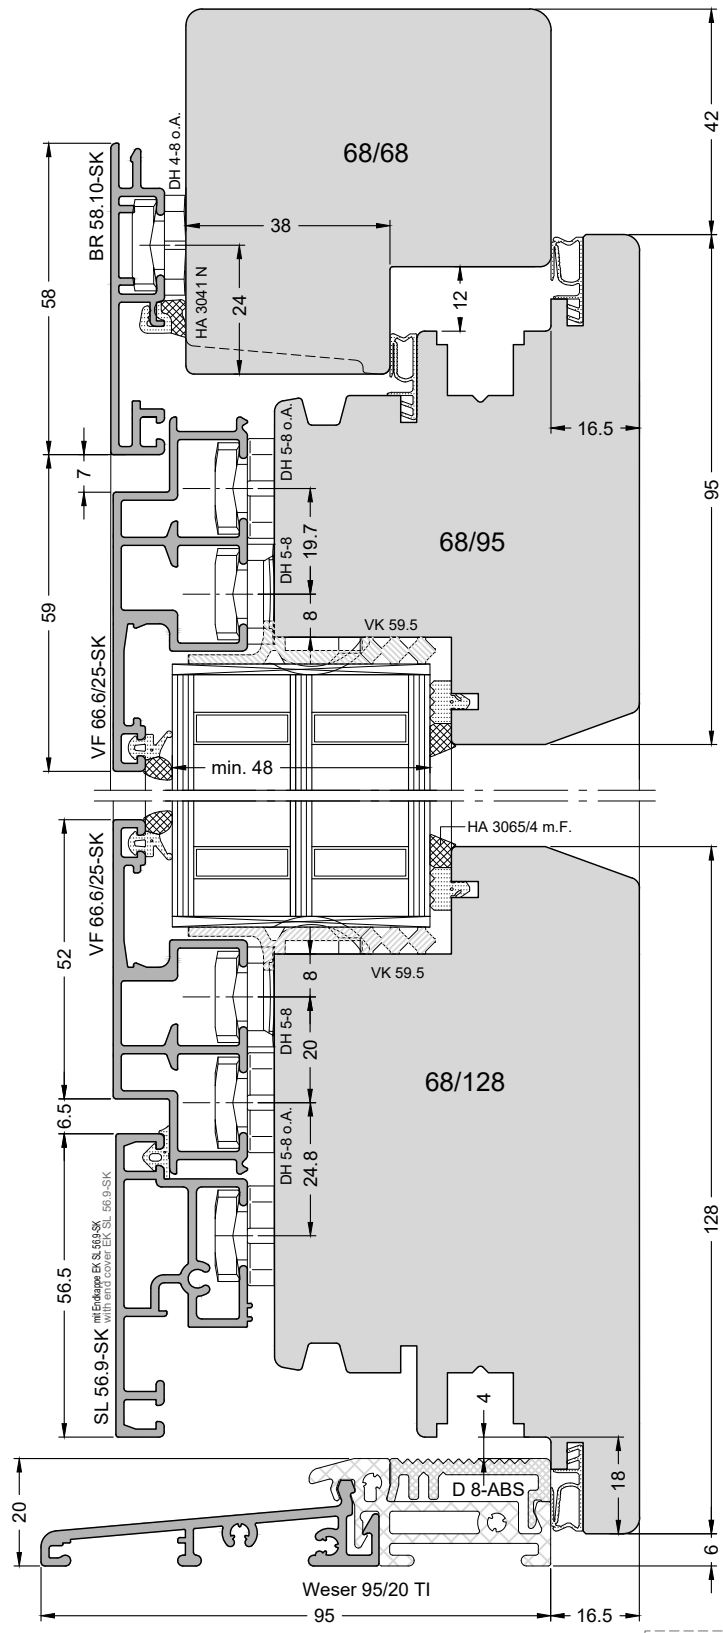 68/68
42
DH 4-8 o.A.
BR 58.10-SK
38
58
24
12
HA 3041 N
16.5
7
DH 5-8 o.A.
95
68/95
19.7
DH 5-8
59
8
VK 59.5
VF 66.6/25-SK
min. 48
HA 3065/4 m.F.
VF 66.6/25-SK
52
8
VK 59.5
DH 5-8
20
68/128
6.5
DH 5-8 o.A.
24.8
128
56.5
SL 56.9-SK mit Endkappe EK SL 56.9-SK
with end cover EK SL 56.9-SK
4
20
D 8-ABS
18
6
Weser 95/20 TI
95
16.5